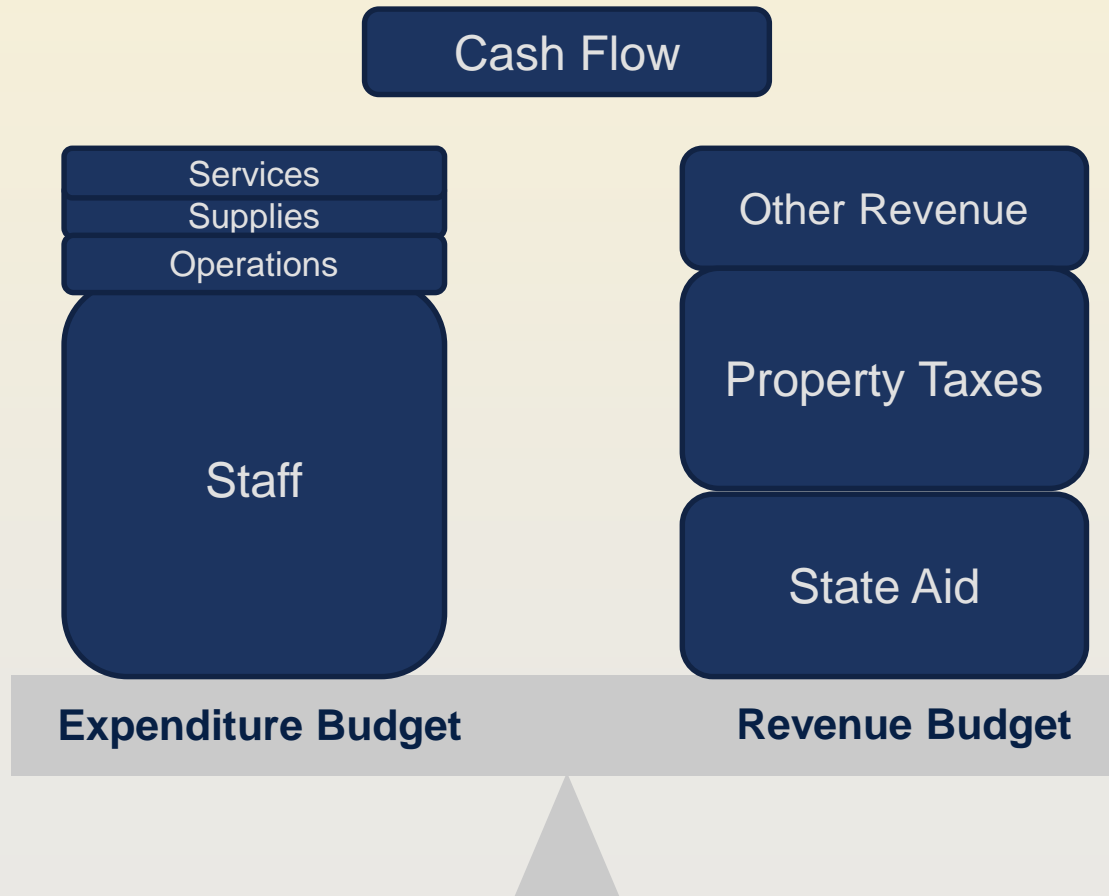 Cash Flow
Services
Supplies
Operations
Staff
Other Revenue
Property Taxes
State Aid
Expenditure Budget
Revenue Budget